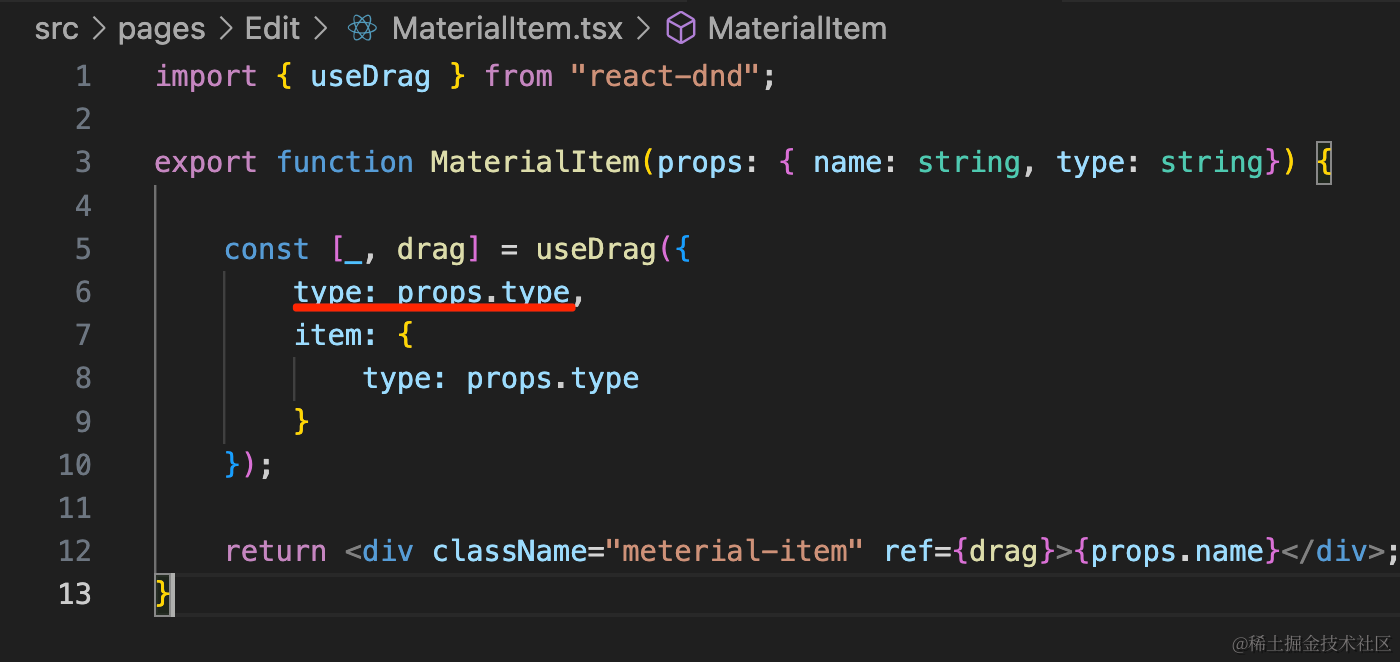 src > pages > Edit > MaterialItem.tsx > MaterialItem
1 import { useDrag } from "react-dnd";
2
3 export function MaterialItem(props: { name: string, type: string}) {
4
5     const [_, drag] = useDrag({
6         type: props.type,
7         item: {
8             type: props.type
9         }
10     });
11
12     return <div className="meterial-item" ref={drag}>{props.name}</div>;
13 }
@稀土掘金技术社区